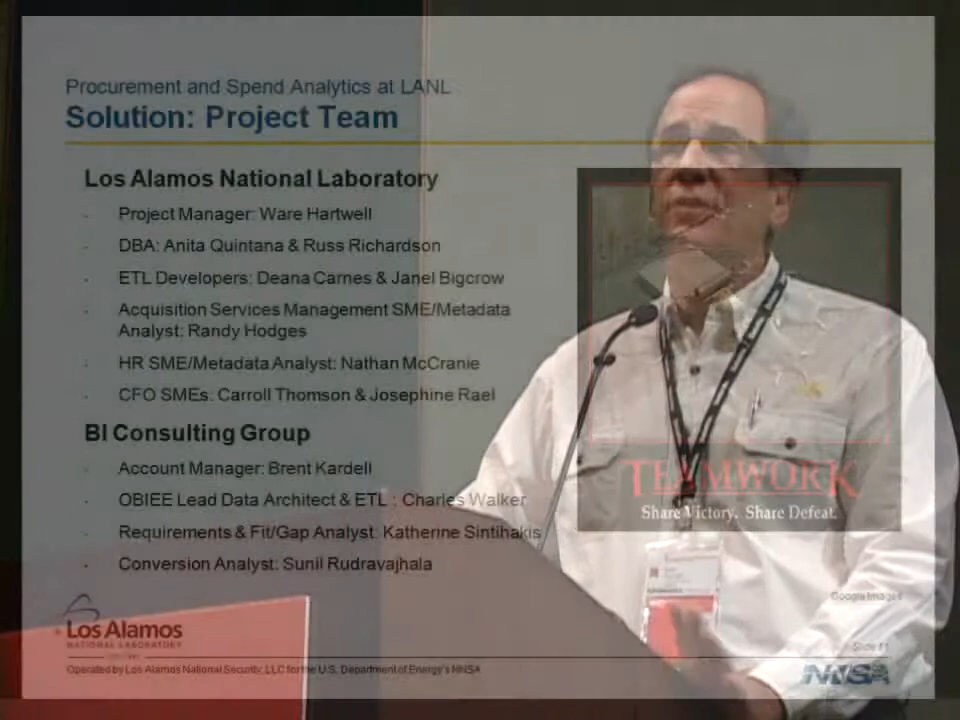 Procurement and Spend Analytics at LANL
Solution: Project Team
Los Alamos National Laboratory
Project Manager: Ware Hartwell
DBA: Anita Quintana & Russ Richardson
ETL Developers: Deana Carnes & Janel Bigcrow
Acquisition Services Management SME/Metadata
Analyst: Randy Hodges
HR SME/Metadata Analyst: Nathan McCranie
CFO SMEs: Carroll Thomson & Josephine Rael
BI Consulting Group
Account Manager: Brent Kardell
OBIEE Lead Data Architect & ETL : Charles Walker
Requirements & Fit/Gap Analyst: Katherine Sintihakis
Conversion Analyst: Sunil Rudravajhala
TEAMWORK
Share Victory. Share Defeat.
Google Images
Los Alamos
NATIONAL LABORATORY
Slide 11
Operated by Los Alamos National Security, LLC for the U.S. Department of Energy's NNSA
NNSA